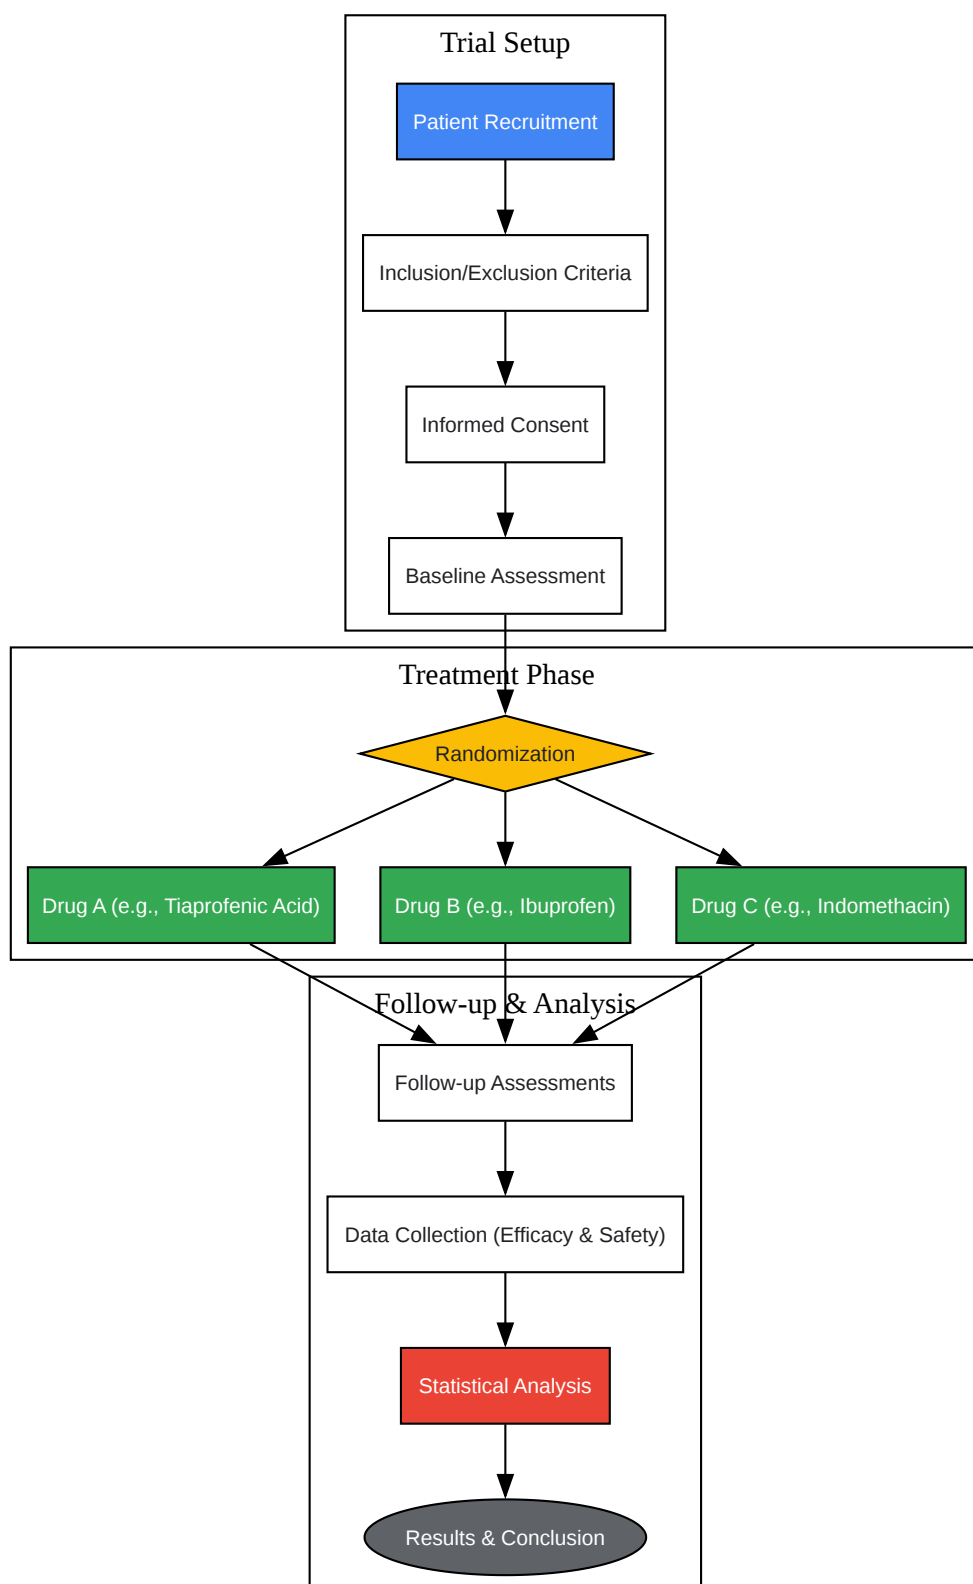 Trial Setup
Patient Recruitment
Inclusion/Exclusion Criteria
Informed Consent
Baseline Assessment
Treatment Phase
Randomization
Drug A (e.g., Tiaprofenic Acid)
Drug B (e.g., Ibuprofen)
Drug C (e.g., Indomethacin)
Follow-up & Analysis
Follow-up Assessments
Data Collection (Efficacy & Safety)
Statistical Analysis
Results & Conclusion